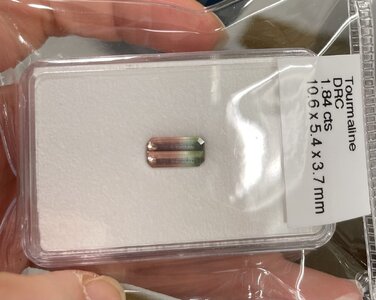 Tourmaline
DRC
1.84 cts
10.6 x 5.4 x 3.7 mm